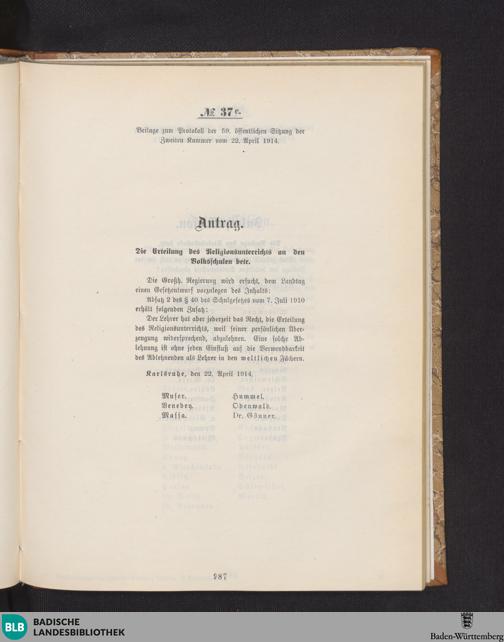 № 37c.
Beilage zum Protokoll der 59. öffentlichen Sitzung der
Zweiten Kammer vom 22. April 1914.
Antrag.
Die Erteilung des Religionsunterrichts an den
Volksschulen betr.
Die Großh. Regierung wird ersucht, dem Landtag
einen Gesetzentwurf vorzulegen des Inhalts:
Absatz 2 des § 40 des Schulgesetzes vom 7. Juli 1910
erhält folgenden Zusatz:
Der Lehrer hat aber jederzeit das Recht, die Erteilung
des Religionsunterrichts, weil seiner persönlichen Über-
zeugung widersprechend, abzulehnen. Eine solche Ab-
lehnung ist ohne jeden Einfluß auf die Verwendbarkeit
des Ablehnenden als Lehrer in den weltlichen Fächern.
Karlsruhe, den 22. April 1914.
Muser. Hummel.
Venedey. Odenwald.
Massa. Dr. Gönner.
987
BLB BADISCHE
LANDESBIBLIOTHEK
Baden-Württemberg